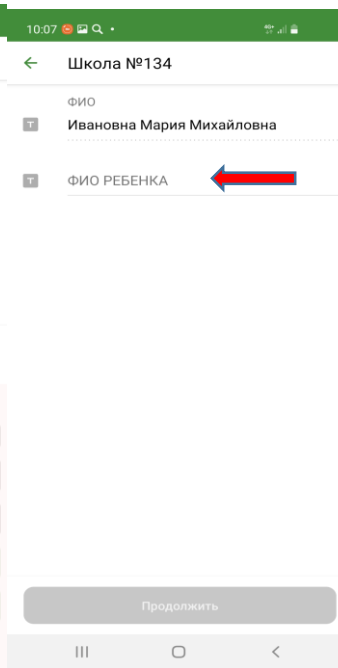 10:07
Школа №134
ФИО
T
Ивановна Мария Михайловна
T
ФИО РЕБЕНКА
Продолжить